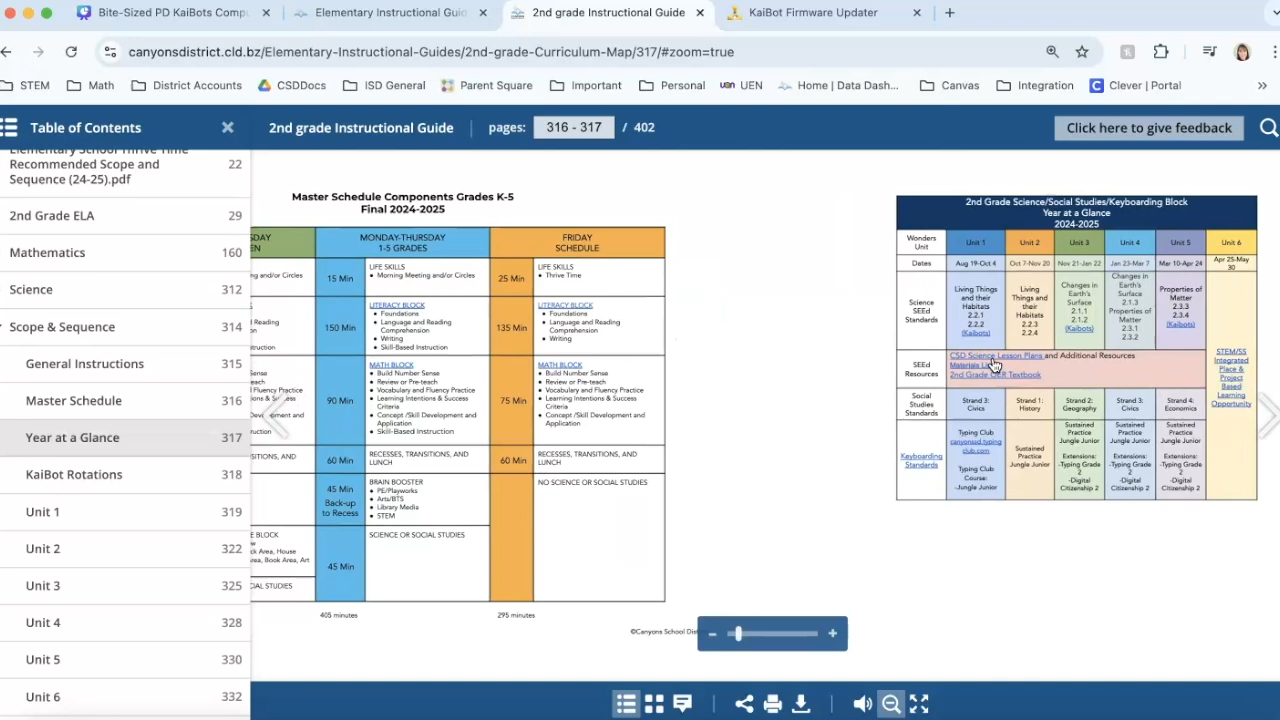 Bite-Sized PD KaiBots Comp
Elementary Instructional Guid
2nd grade Instructional Guide
KaiBot Firmware Updater
canyonsdistrict.cld.bz/Elementary-Instructional-Guides/2nd-grade-Curriculum-Map/317/#zoom=true
STEM
Math
District Accounts
CSDDocs
ISD General
Parent Square
Important
Personal
UEN
Home | Data Dash...
Canvas
Integration
Clever | Portal
Table of Contents
2nd grade Instructional Guide
pages:
316 - 317
/ 402
Click here to give feedback
Elementary School Thrive Time
Recommended Scope and
Sequence (24-25).pdf
22
2nd Grade ELA
29
Mathematics
160
Science
312
Scope & Sequence
314
General Instructions
315
Master Schedule
316
Year at a Glance
317
KaiBot Rotations
318
Unit 1
319
Unit 2
322
Unit 3
325
Unit 4
328
Unit 5
330
Unit 6
332
Master Schedule Components Grades K-5
Final 2024-2025
MONDAY-THURSDAY
1-5 GRADES
FRIDAY
SCHEDULE
15 Min
LIFE SKILLS
• Morning Meeting and/or Circles
25 Min
LIFE SKILLS
• Thrive Time
150 Min
LITERACY BLOCK
• Foundations
• Language and Reading
Comprehension
• Writing
• Skill-Based Instruction
135 Min
LITERACY BLOCK
• Foundations
• Language and Reading
Comprehension
• Writing
90 Min
MATH BLOCK
• Build Number Sense
• Review or Pre-teach
• Vocabulary and Fluency Practice
• Learning Intentions & Success
Criteria
• Concept /Skill Development and
Application
• Skill-Based Instruction
75 Min
MATH BLOCK
• Build Number Sense
• Review or Pre-teach
• Vocabulary and Fluency Practice
• Learning Intentions & Success
Criteria
• Concept /Skill Development and
Application
60 Min
RECESSES, TRANSITIONS, AND
LUNCH
60 Min
RECESSES, TRANSITIONS, AND
LUNCH
45 Min
Back-up
to Recess
BRAIN BOOSTER
• PE/Playworks
• Arts/BTS
• Library Media
• STEM
NO SCIENCE OR SOCIAL STUDIES
45 Min
SCIENCE OR SOCIAL STUDIES
405 minutes
295 minutes
©Canyons School Dist
2nd Grade Science/Social Studies/Keyboarding Block
Year at a Glance
2024-2025
Wonders
Unit
Unit 1
Unit 2
Unit 3
Unit 4
Unit 5
Unit 6
Dates
Aug 19-Oct 4
Oct 7-Nov 20
Nov 21-Jan 22
Jan 23-Mar 7
Mar 10-Apr 24
Apr 25-May
30
Science
SEEd
Standards
Living Things
and their
Habitats
2.2.1
2.2.2
(Kaibots)
Living
Things and
their
Habitats
2.2.3
2.2.4
Changes in
Earth's
Surface
2.1.1
2.1.2
(Kaibots)
Changes in
Earth's
Surface
2.1.3
Properties of
Matter
2.3.1
2.3.2
Properties of
Matter
2.3.3
2.3.4
(Kaibots)
SEEd
Resources
CSD Science Lesson Plans and Additional Resources
Materials
2nd Grade OER Textbook
STEM/SS
Integrated
Place &
Project
Based
Learning
Opportunity
Social
Studies
Standards
Strand 3:
Civics
Strand 1:
History
Strand 2:
Geography
Strand 3:
Civics
Strand 4:
Economics
Keyboarding
Standards
Typing Club
canyonssd.typing
club.com
Typing Club
Course:
-Jungle Junior
Sustained
Practice
Jungle Junior
Sustained
Practice
Jungle Junior
Extensions:
-Typing Grade
2
-Digital
Citizenship 2
Sustained
Practice
Jungle Junior
Extensions:
-Typing Grade
2
-Digital
Citizenship 2
Sustained
Practice
Jungle Junior
Extensions:
-Typing Grade
2
-Digital
Citizenship 2